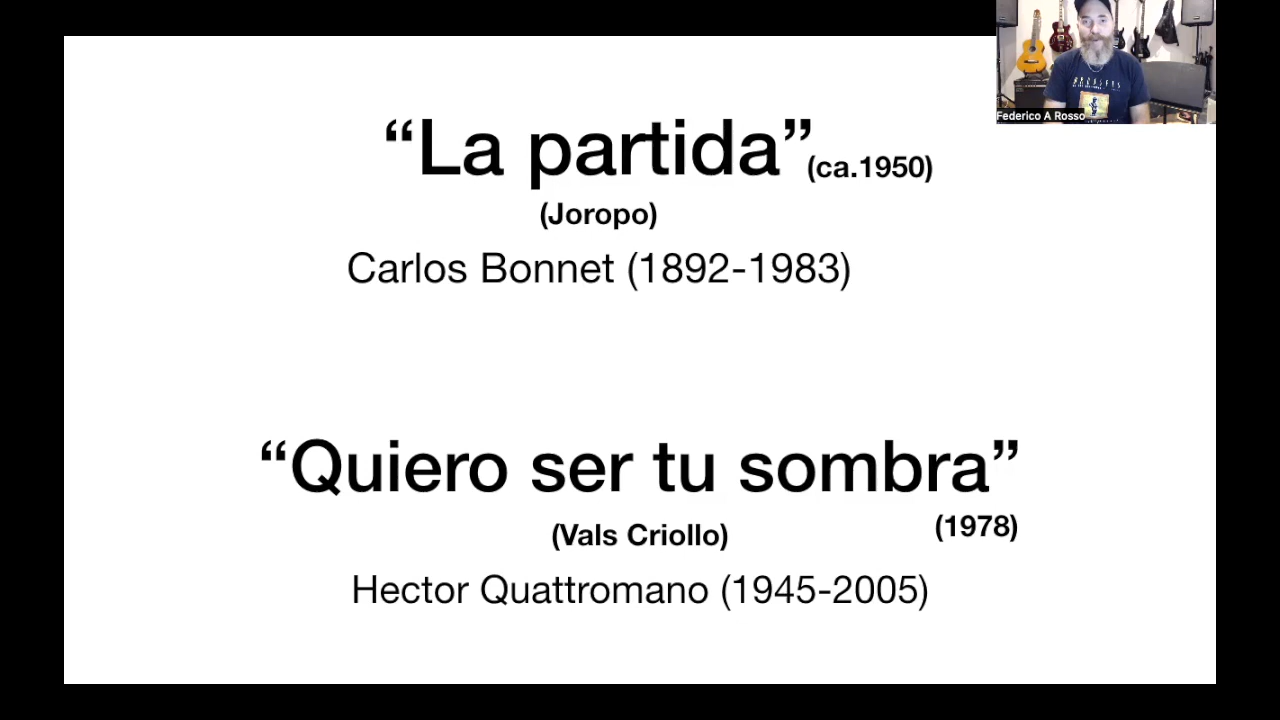 “La partida” (ca.1950)
(Joropo)
Carlos Bonnet (1892-1983)
“Quiero ser tu sombra”
(Vals Criollo) (1978)
Hector Quattromano (1945-2005)
Federico A Rosso